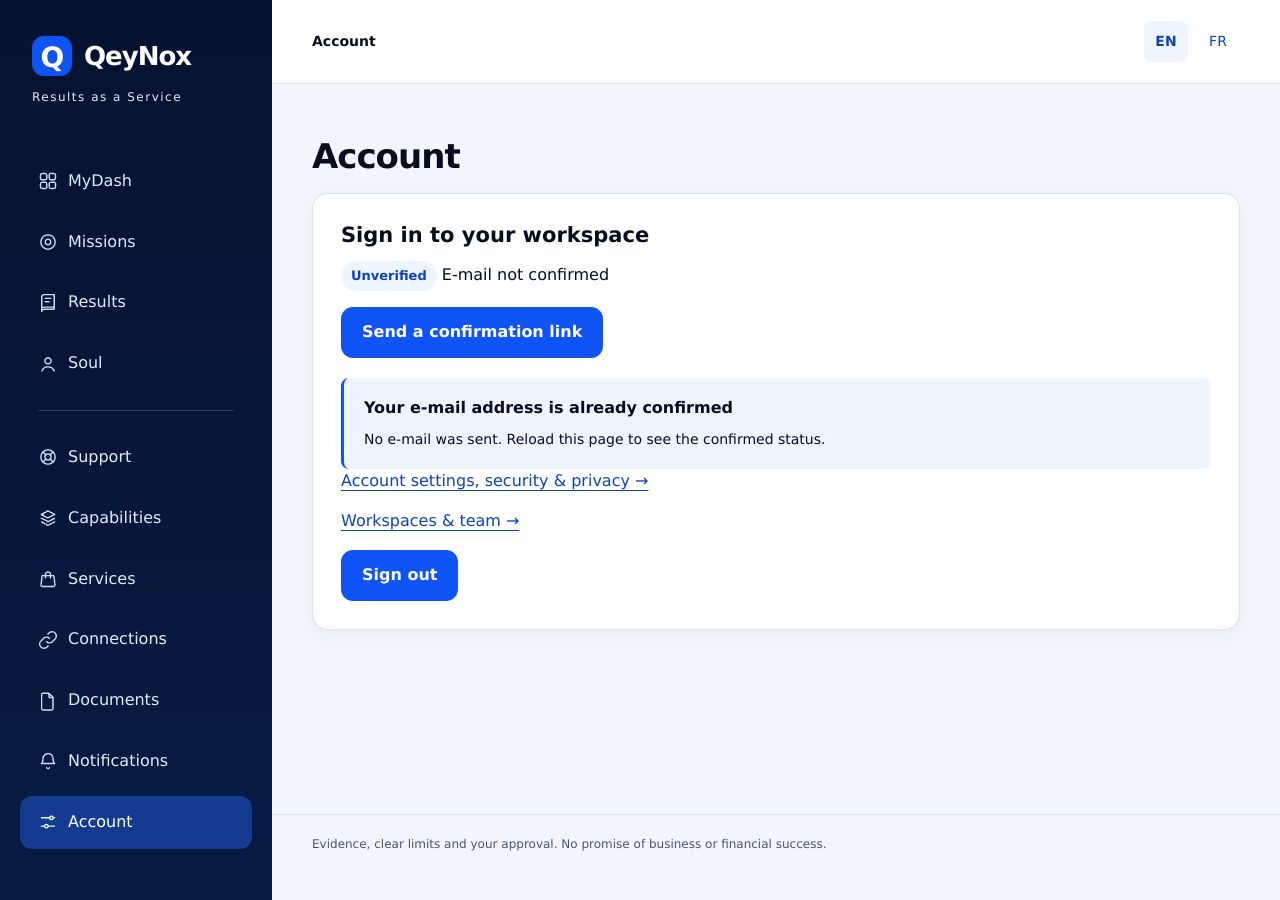 Q QeyNox
Results as a Service
MyDash
Missions
Results
Soul
Support
Capabilities
Services
Connections
Documents
Notifications
Account
Account
EN FR
Account
Sign in to your workspace
Unverified E-mail not confirmed
Send a confirmation link
Your e-mail address is already confirmed
No e-mail was sent. Reload this page to see the confirmed status.
Account settings, security & privacy →
Workspaces & team →
Sign out
Evidence, clear limits and your approval. No promise of business or financial success.